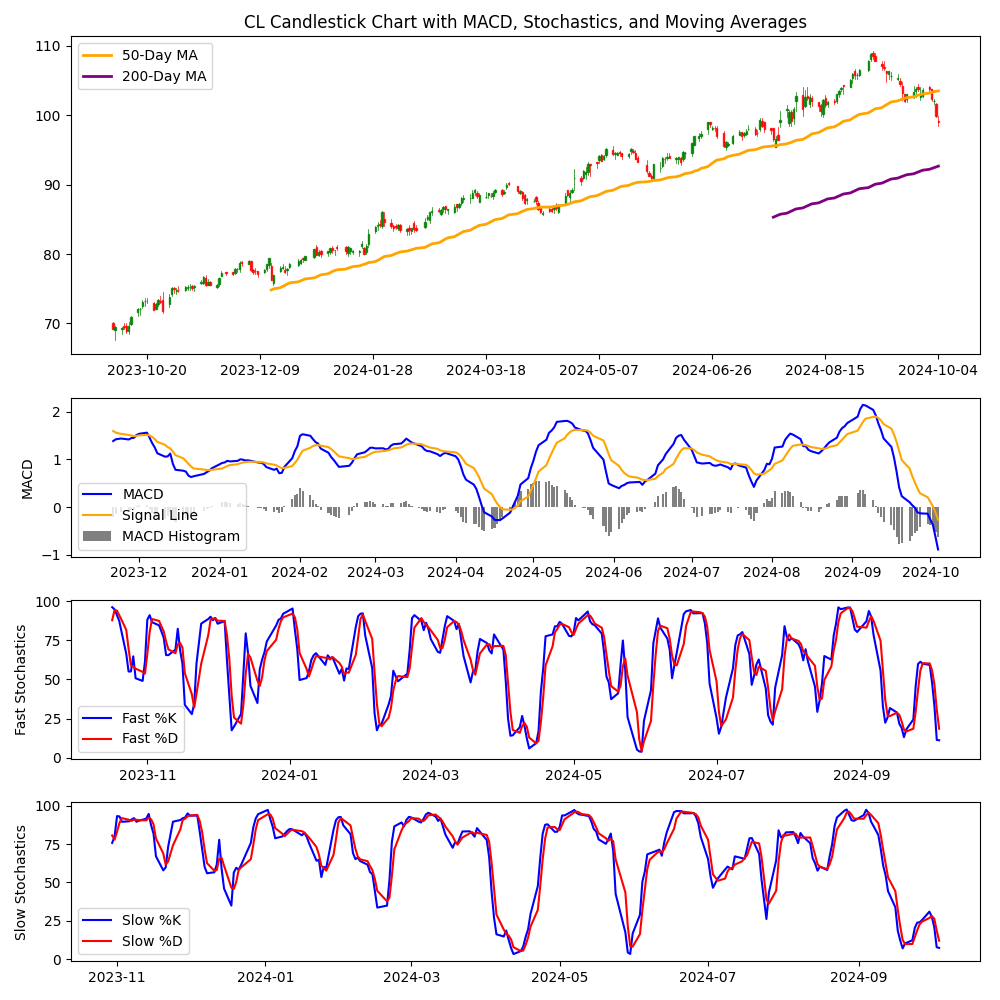 CL Candlestick Chart with MACD, Stochastics, and Moving Averages
110
100
90
80
70
50-Day MA
200-Day MA
2023-10-20 2023-12-09 2024-01-28 2024-03-18 2024-05-07 2024-06-26 2024-08-15 2024-10-04
MACD
2
1
0
−1
MACD
Signal Line
MACD Histogram
2023-12 2024-01 2024-02 2024-03 2024-04 2024-05 2024-06 2024-07 2024-08 2024-09 2024-10
Fast Stochastics
100
75
50
25
0
Fast %K
Fast %D
2023-11 2024-01 2024-03 2024-05 2024-07 2024-09
Slow Stochastics
100
75
50
25
0
Slow %K
Slow %D
2023-11 2024-01 2024-03 2024-05 2024-07 2024-09